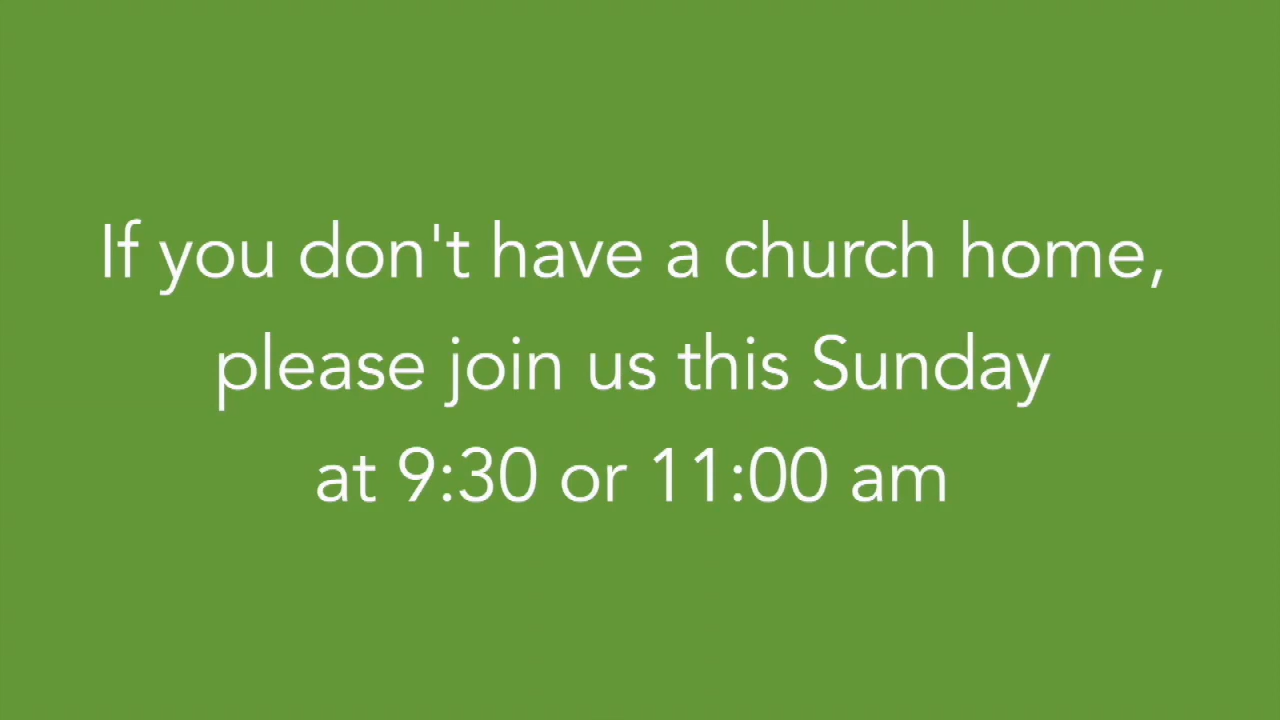 If you don't have a church home,
please join us this Sunday
at 9:30 or 11:00 am